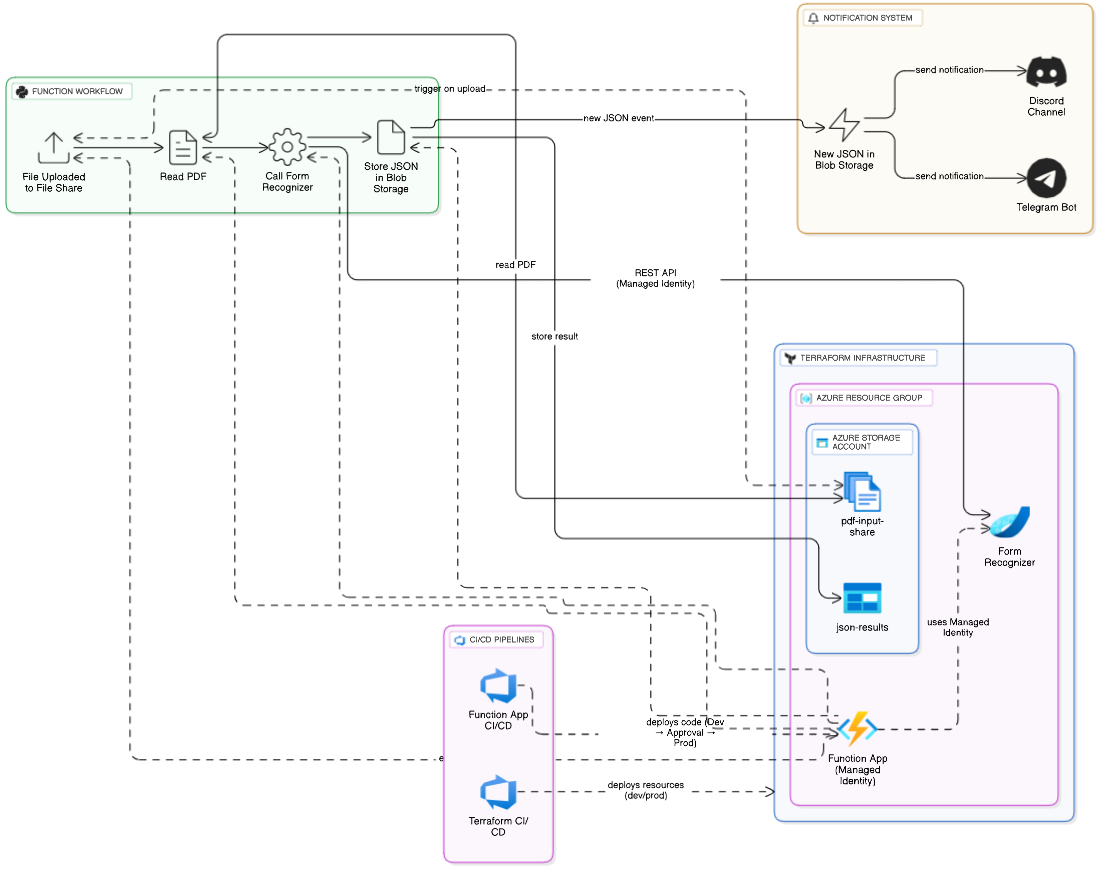 NOTIFICATION SYSTEM
send notification
Discord
Channel
New JSON in
Blob Storage
send notification
Telegram Bot
FUNCTION WORKFLOW
trigger on upload
new JSON event
File Uploaded
to File Share
Read PDF
Call Form
Recognizer
Store JSON
in Blob
Storage
read PDF
REST API
(Managed Identity)
store result
TERRAFORM INFRASTRUCTURE
AZURE RESOURCE GROUP
AZURE STORAGE
ACCOUNT
pdf-input-
share
Form
Recognizer
json-results
uses Managed
Identity
CI/CD PIPELINES
Function App
CI/CD
deploys code (Dev
→ Approval →
Prod)
Function App
(Managed
Identity)
deploys resources
(dev/prod)
Terraform CI/
CD